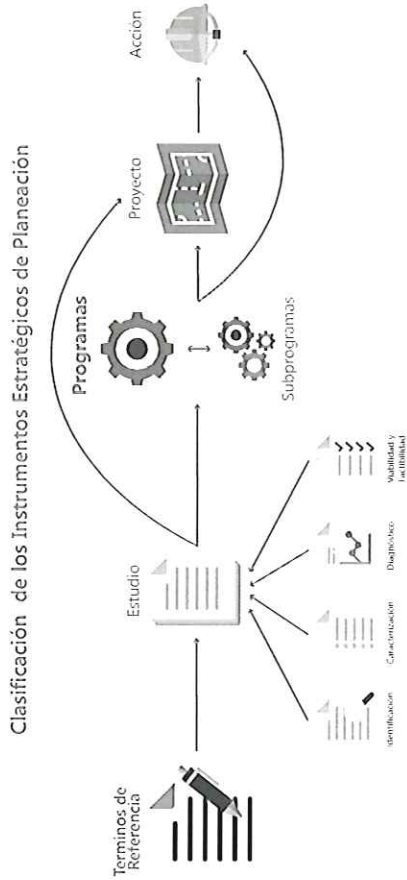 Clasificación de los Instrumentos Estratégicos de Planeación
Terminos de
Referencia
Estudio
Programas
Subprogramas
Proyecto
Acción
Identificación
Caracterización
Diagnóstico
Viabilidad y
Factibilidad